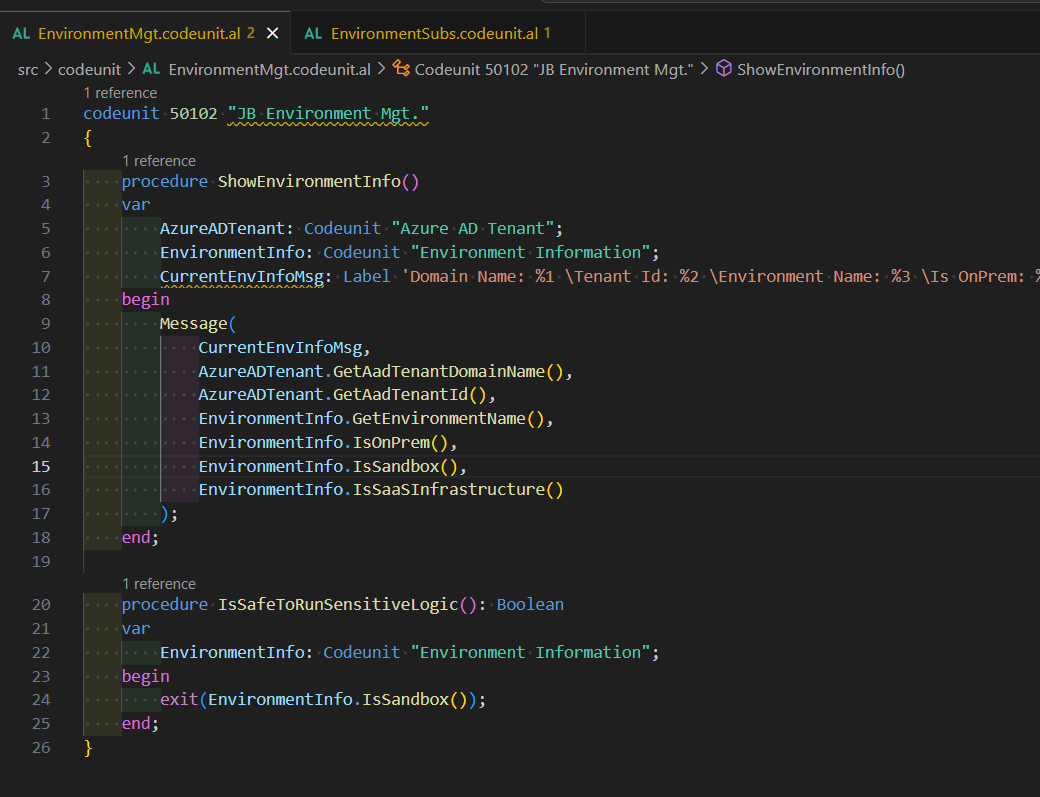 AL EnvironmentMgt.codeunit.al 2 ×
AL EnvironmentSubs.codeunit.al 1
src > codeunit > AL EnvironmentMgt.codeunit.al > Codeunit 50102 "JB Environment Mgt." > ShowEnvironmentInfo()
1 reference
1 codeunit 50102 "JB Environment Mgt."
2 {
1 reference
3     procedure ShowEnvironmentInfo()
4     var
5         AzureADTenant: Codeunit "Azure AD Tenant";
6         EnvironmentInfo: Codeunit "Environment Information";
7         CurrentEnvInfoMsg: Label 'Domain Name: %1 \Tenant Id: %2 \Environment Name: %3 \Is OnPrem: %
8     begin
9         Message(
10             CurrentEnvInfoMsg,
11             AzureADTenant.GetAadTenantDomainName(),
12             AzureADTenant.GetAadTenantId(),
13             EnvironmentInfo.GetEnvironmentName(),
14             EnvironmentInfo.IsOnPrem(),
15             EnvironmentInfo.IsSandbox(),
16             EnvironmentInfo.IsSaaSInfrastructure()
17         );
18     end;
19
1 reference
20     procedure IsSafeToRunSensitiveLogic(): Boolean
21     var
22         EnvironmentInfo: Codeunit "Environment Information";
23     begin
24         exit(EnvironmentInfo.IsSandbox());
25     end;
26 }